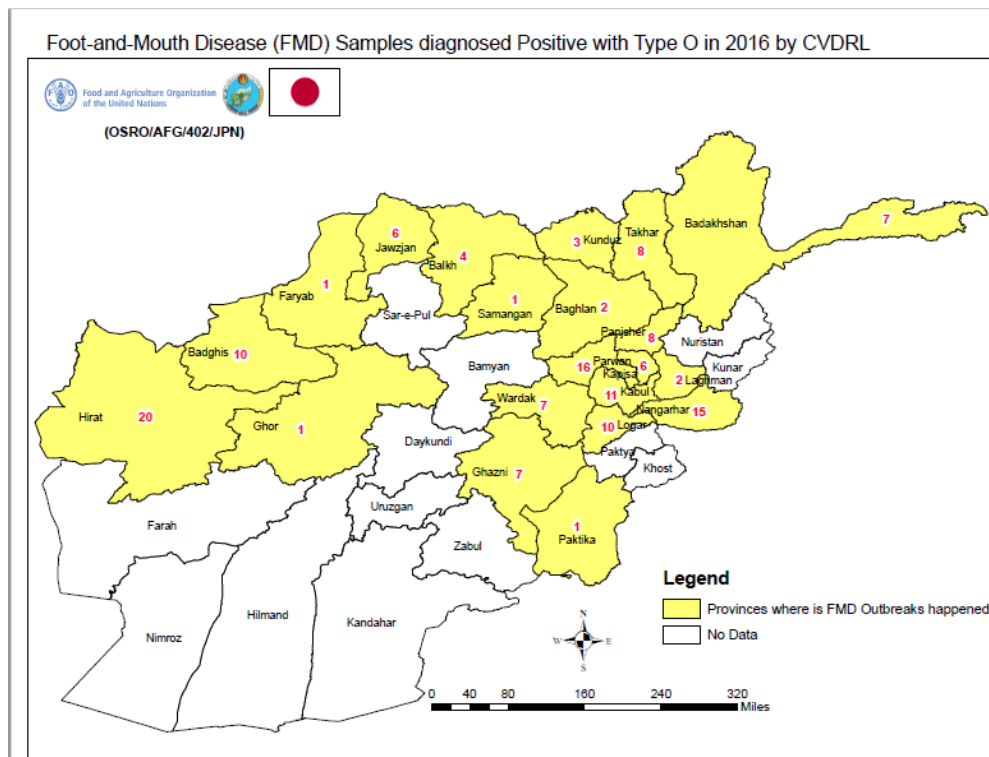 Foot-and-Mouth Disease (FMD) Samples diagnosed Positive with Type O in 2016 by CVDRL
FAO
Food and Agriculture Organization
of the United Nations
(OSRO/AFG/402/JPN)
Badakhshan
7
Takhar
8
3 Kunduz
6
Jawzjan
4
Balkh
1
Faryab
1
Samangan
Baghlan 2
Sar-e-Pul
Panjsher
8
Nuristan
Badghis
10
Bamyan
Parwan
16
Kapisa
6
Kunar
2 Laghman
Kabul
11
Wardak
7
Nangarhar 15
Hirat 20
Ghor 1
10 Logar
Daykundi
Paktya
Khost
Ghazni 7
Uruzgan
Farah
1
Paktika
Zabul
Hilmand
Kandahar
Nimroz
Legend
Provinces where is FMD Outbreaks happened
No Data
N
W E
S
0 40 80 160 240 320
Miles